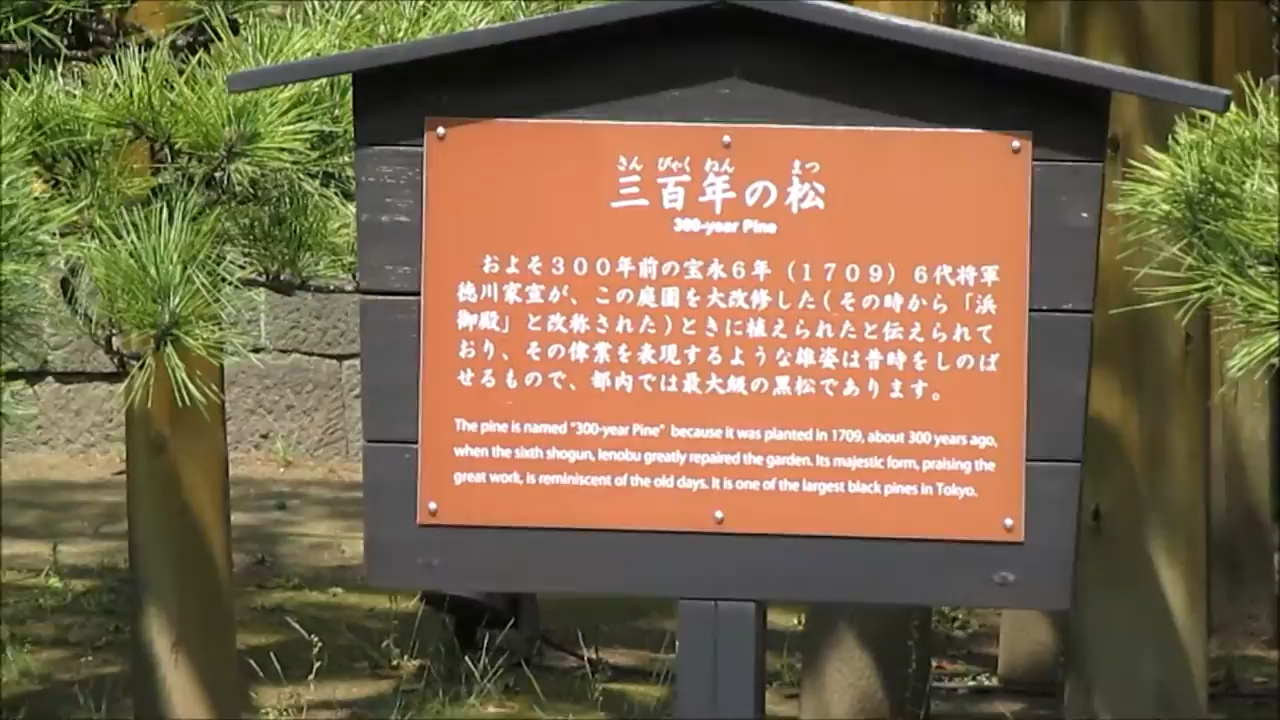 さん びゃく ねん まつ
三百年の松
300-year Pine
およそ３００年前の宝永６年（１７０９）６代将軍
徳川家宣が、この庭園を大改修した(その時から「浜
御殿」と改称された)ときに植えられたと伝えられて
おり、その偉業を表現するような雄姿は昔時をしのば
せるもので、都内では最大級の黒松であります。
The pine is named "300-year Pine" because it was planted in 1709, about 300 years ago,
when the sixth shogun, Ienobu greatly repaired the garden. Its majestic form, praising the
great work, is reminiscent of the old days. It is one of the largest black pines in Tokyo.